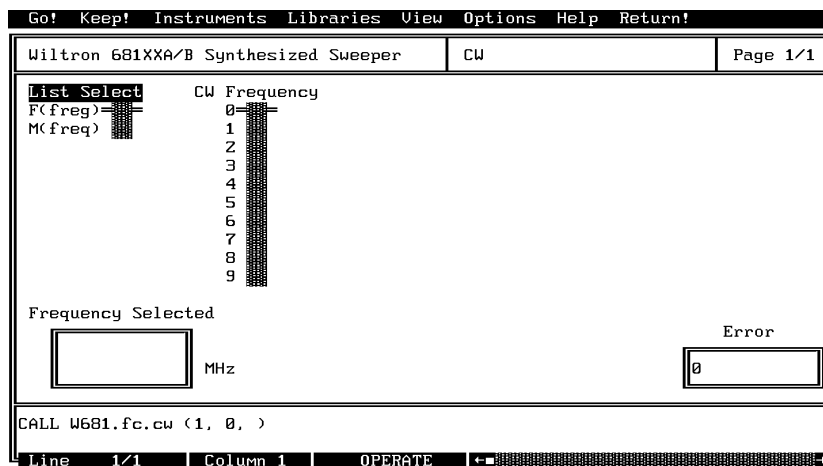 Go! Keep! Instruments Libraries View Options Help Return!
Wiltron 681XXA/B Synthesized Sweeper CW Page 1/1
List Select CW Frequency
F(freg) 0
M(freq) 1
2
3
4
5
6
7
8
9
Frequency Selected
Error
MHz
0
CALL W681.fc.cw (1, 0, )
Line 1/1 Column 1 OPERATE ←